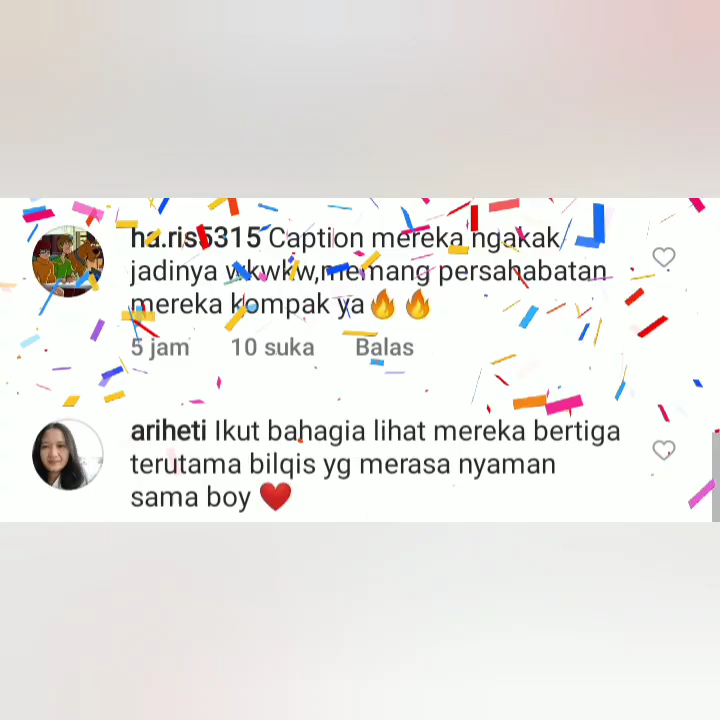 ha.ris5315 Caption mereka ngakak
jadinya wkwkw,memang persahabatan
mereka kompak ya🔥🔥
5 jam 10 suka Balas
ariheti Ikut bahagia lihat mereka bertiga
terutama bilqis yg merasa nyaman
sama boy ❤️